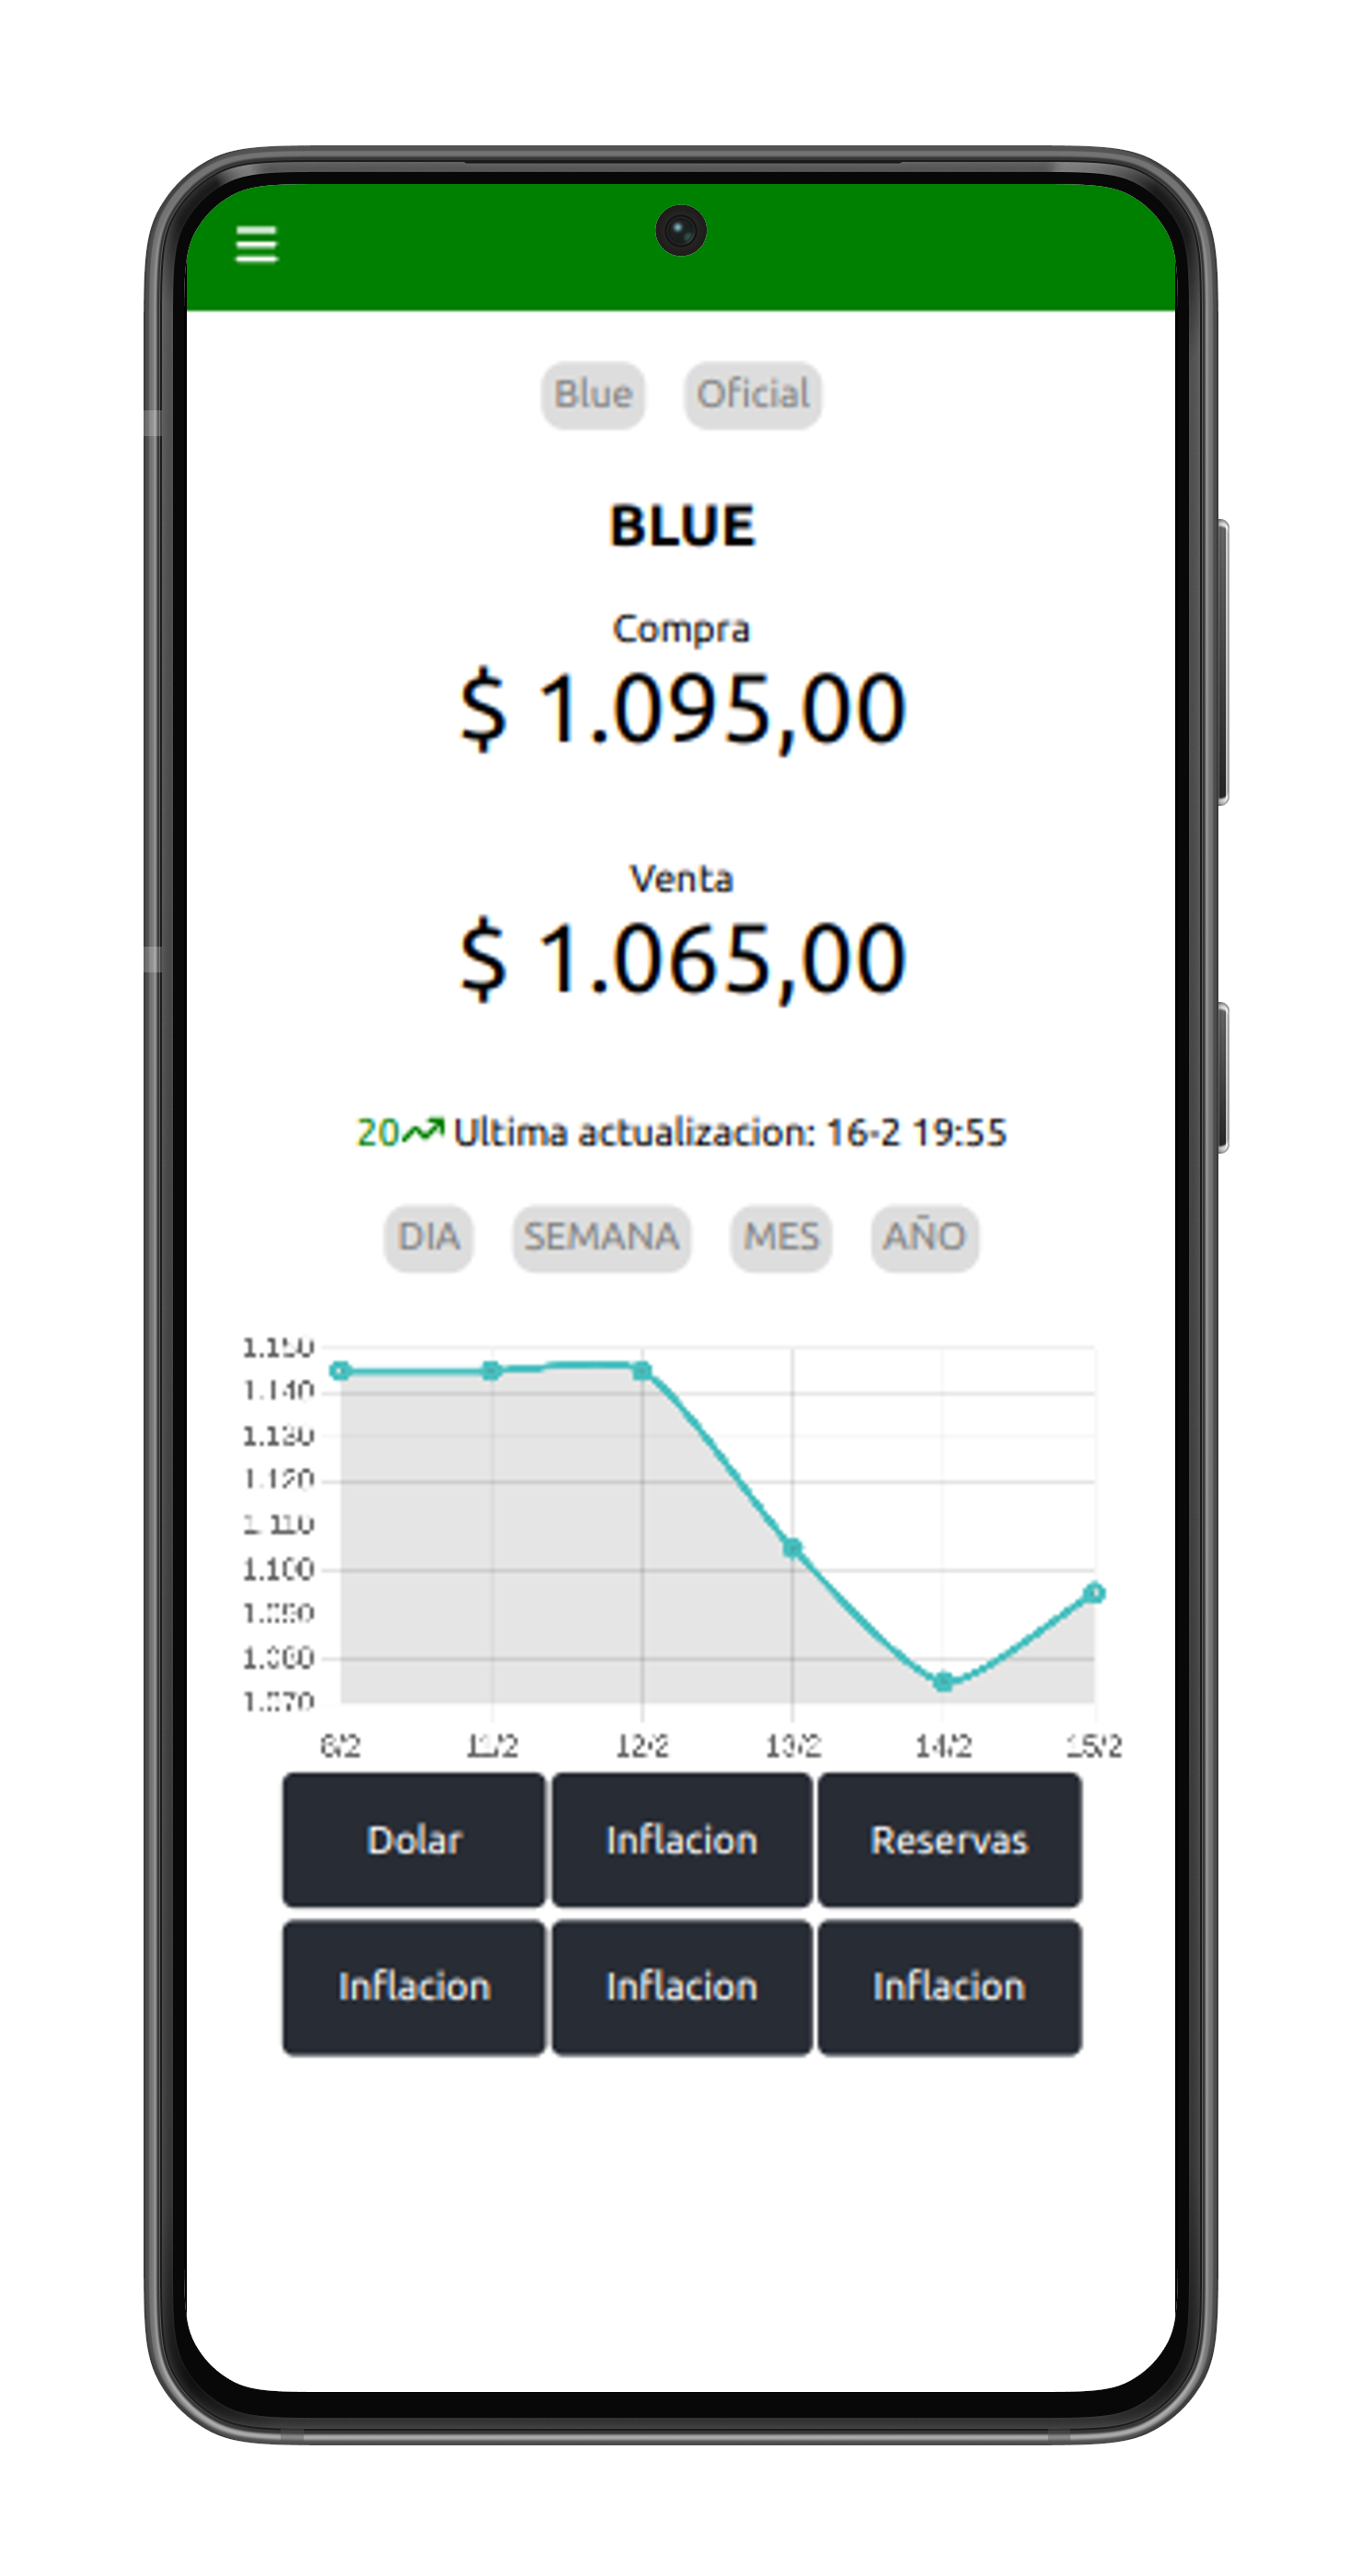 Blue Oficial
BLUE
Compra
$ 1.095,00
Venta
$ 1.065,00
20 Ultima actualizacion: 16-2 19:55
DIA SEMANA MES AÑO
1.150
1.140
1.130
1.120
1.110
1.100
1.090
1.080
1.070
8/2 11/2 12/2 13/2 14/2 15/2
Dolar Inflacion Reservas
Inflacion Inflacion Inflacion